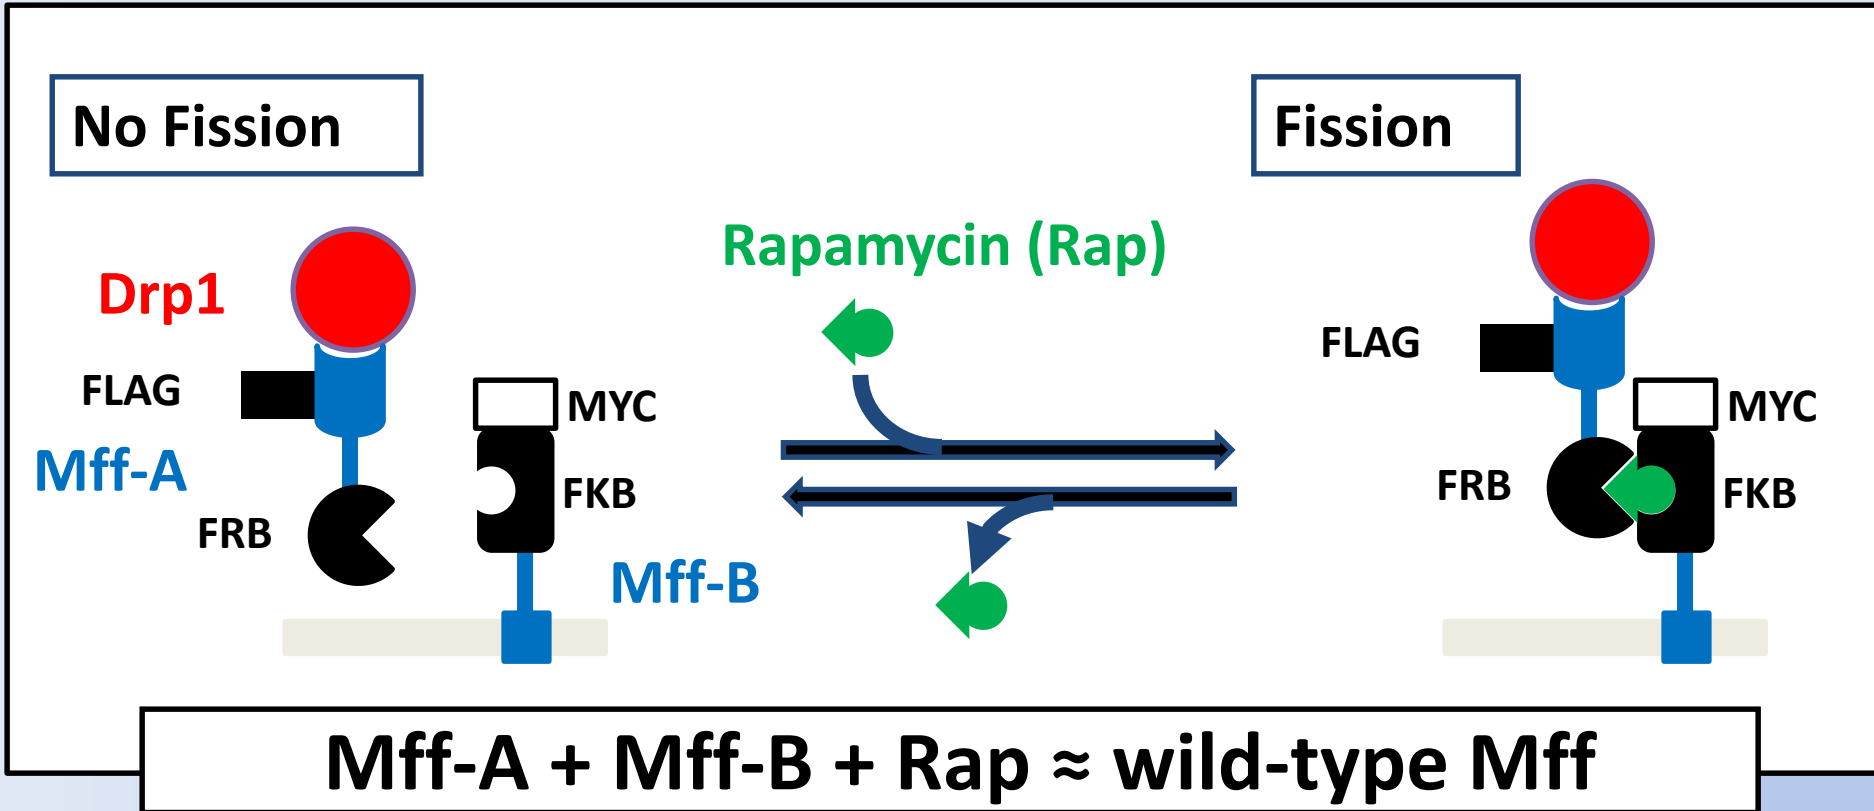 No Fission
Fission
Rapamycin (Rap)
Drp1
FLAG
MYC
Mff-A
FKB
FRB
Mff-B
FLAG
MYC
FRB
FKB
Mff-A + Mff-B + Rap ≈ wild-type Mff